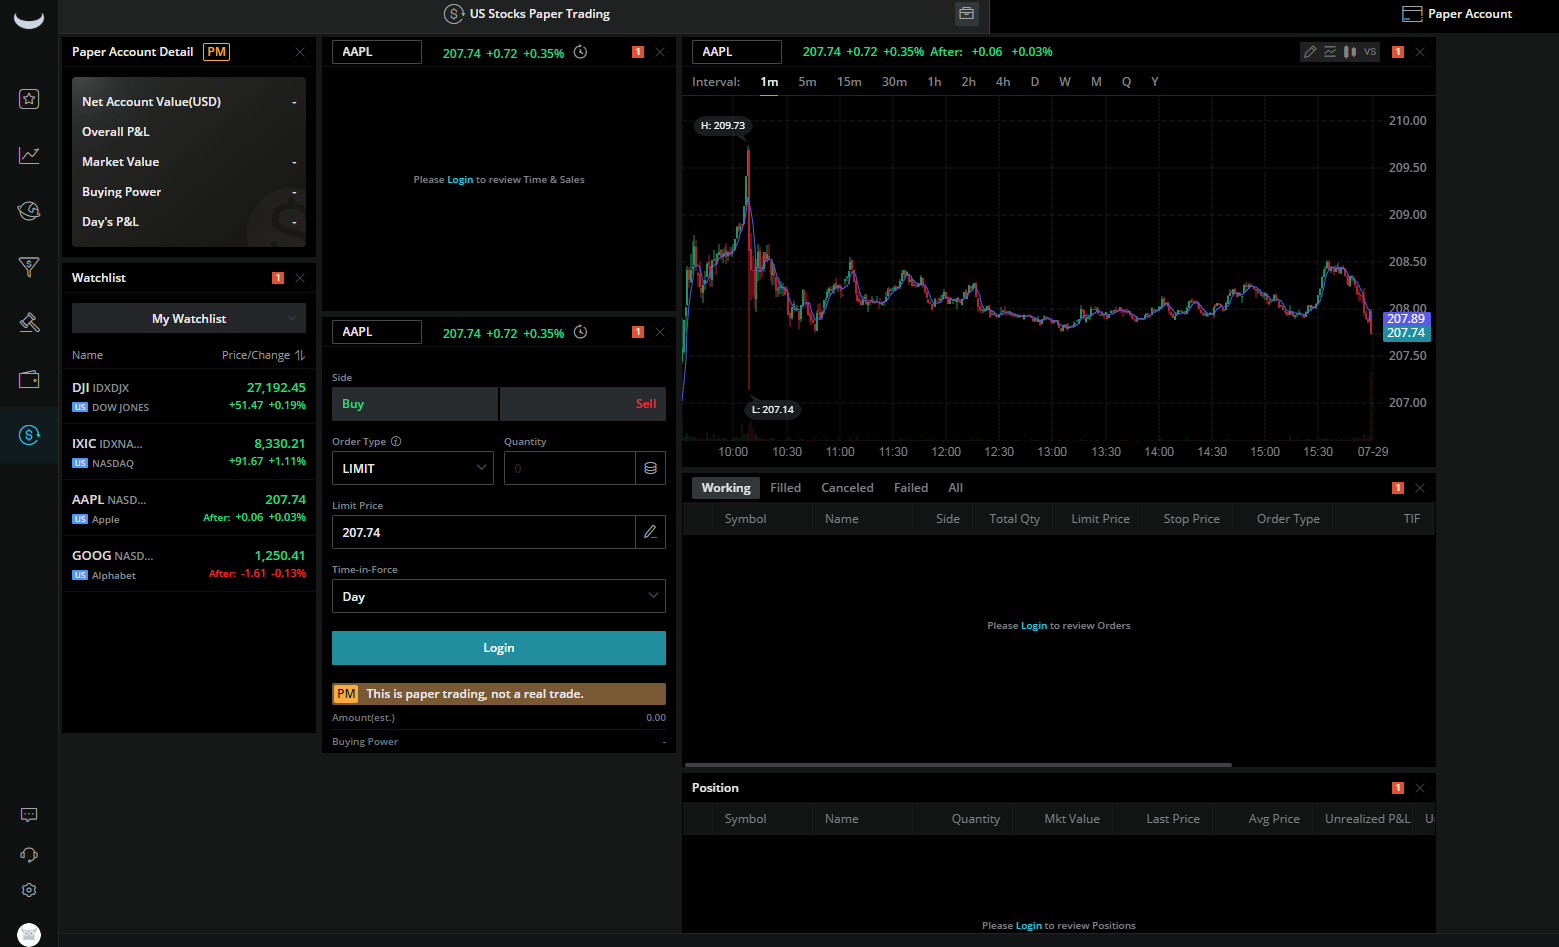 US Stocks Paper Trading
Paper Account
Paper Account Detail PM
Net Account Value(USD) -
Overall P&L
Market Value -
Buying Power -
Day's P&L -
Watchlist 1
My Watchlist
Name Price/Change
DJI IDXDJX 27,192.45
US DOW JONES +51.47 +0.19%
IXIC IDXNA... 8,330.21
US NASDAQ +91.67 +1.11%
AAPL NASD... 207.74
US Apple After: +0.06 +0.03%
GOOG NASD... 1,250.41
US Alphabet After: -1.61 -0.13%
AAPL 207.74 +0.72 +0.35% 1
Please Login to review Time & Sales
AAPL 207.74 +0.72 +0.35% 1
Side
Buy Sell
Order Type Quantity
LIMIT 0
Limit Price
207.74
Time-in-Force
Day
Login
PM This is paper trading, not a real trade.
Amount(est.) 0.00
Buying Power -
AAPL 207.74 +0.72 +0.35% After: +0.06 +0.03% VS 1
Interval: 1m 5m 15m 30m 1h 2h 4h D W M Q Y
H: 209.73
210.00
209.50
209.00
208.50
208.00
207.89
207.74
207.50
207.00
L: 207.14
10:00 10:30 11:00 11:30 12:00 12:30 13:00 13:30 14:00 14:30 15:00 15:30 07-29
Working Filled Canceled Failed All 1
Symbol Name Side Total Qty Limit Price Stop Price Order Type TIF
Please Login to review Orders
Position 1
Symbol Name Quantity Mkt Value Last Price Avg Price Unrealized P&L U
Please Login to review Positions